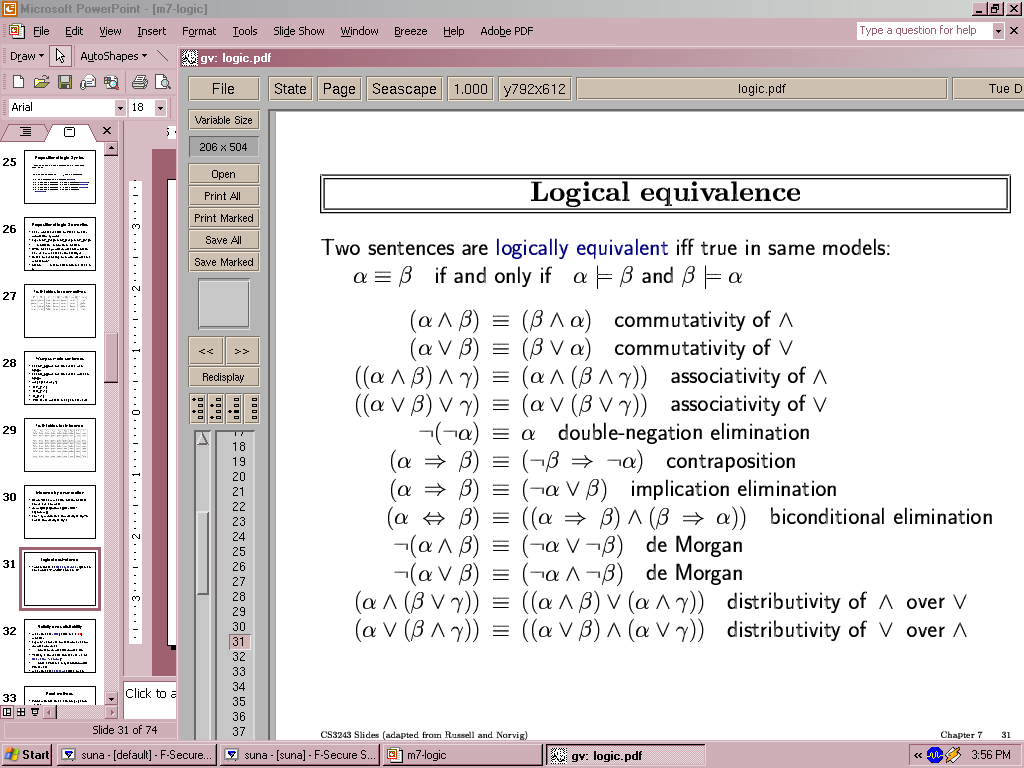 Microsoft PowerPoint - [m7-logic]
File Edit View Insert Format Tools Slide Show Window Breeze Help Adobe PDF
Type a question for help
Draw AutoShapes
gv: logic.pdf
File State Page Seascape 1.000 y792x612 logic.pdf Tue D
Arial 18
Variable Size
206 x 504
Open
Print All
Print Marked
Save All
Save Marked
<< >>
Redisplay
17
18
19
20
21
22
23
24
25
26
27
28
29
30
31
32
33
34
35
36
37
25
26
27
28
29
30
31
32
33
Logical equivalence
Two sentences are logically equivalent iff true in same models:
α ≡ β if and only if α |= β and β |= α
(α ∧ β) ≡ (β ∧ α) commutativity of ∧
(α ∨ β) ≡ (β ∨ α) commutativity of ∨
((α ∧ β) ∧ γ) ≡ (α ∧ (β ∧ γ)) associativity of ∧
((α ∨ β) ∨ γ) ≡ (α ∨ (β ∨ γ)) associativity of ∨
¬(¬α) ≡ α double-negation elimination
(α ⇒ β) ≡ (¬β ⇒ ¬α) contraposition
(α ⇒ β) ≡ (¬α ∨ β) implication elimination
(α ⇔ β) ≡ ((α ⇒ β) ∧ (β ⇒ α)) biconditional elimination
¬(α ∧ β) ≡ (¬α ∨ ¬β) de Morgan
¬(α ∨ β) ≡ (¬α ∧ ¬β) de Morgan
(α ∧ (β ∨ γ)) ≡ ((α ∧ β) ∨ (α ∧ γ)) distributivity of ∧ over ∨
(α ∨ (β ∧ γ)) ≡ ((α ∨ β) ∧ (α ∨ γ)) distributivity of ∨ over ∧
CS3243 Slides (adapted from Russell and Norvig) Chapter 7 31
Click to a
Slide 31 of 74
Start suna - [default] - F-Secure... suna - [suna] - F-Secure S... m7-logic gv: logic.pdf « 3:56 PM